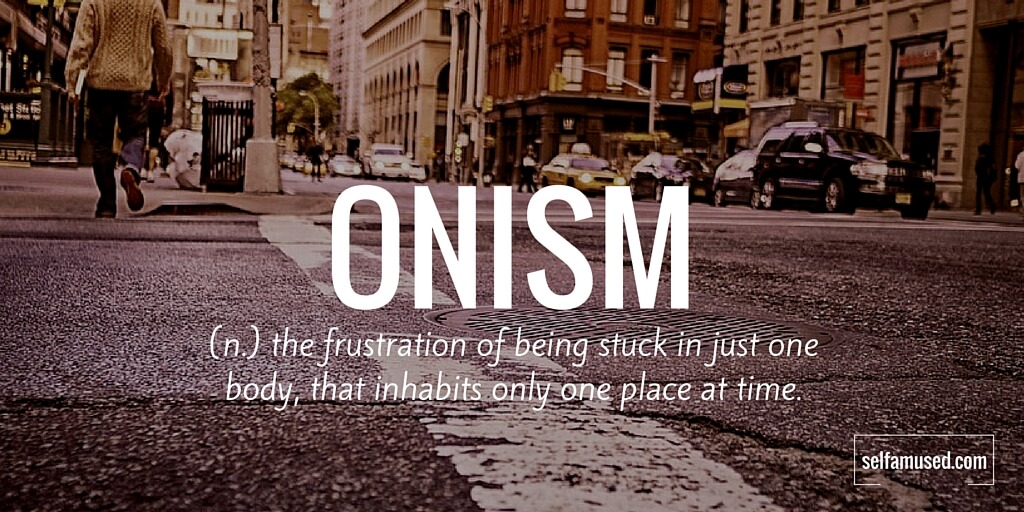 ONISM
(n.) the frustration of being stuck in just one
body, that inhabits only one place at time.
selfamused.com